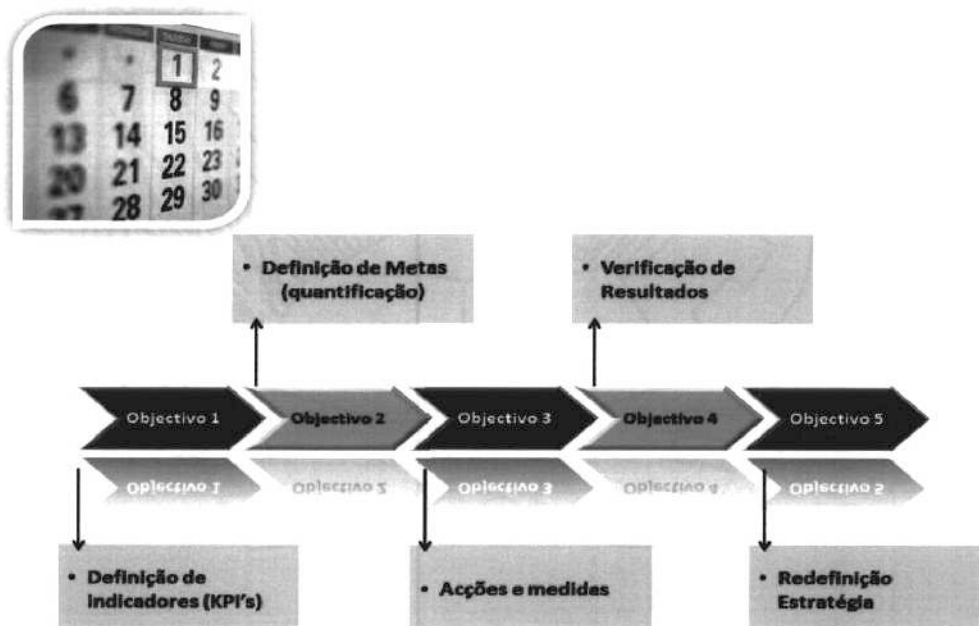 1 2
6 7 8 9
13 14 15 16
20 21 22 23
27 28 29 30
• Definição de Metas
(quantificação)
• Verificação de
Resultados
Objectivo 1
Objectivo 2
Objectivo 3
Objectivo 4
Objectivo 5
• Definição de
indicadores (KPI's)
• Acções e medidas
• Redefinição
Estratégia